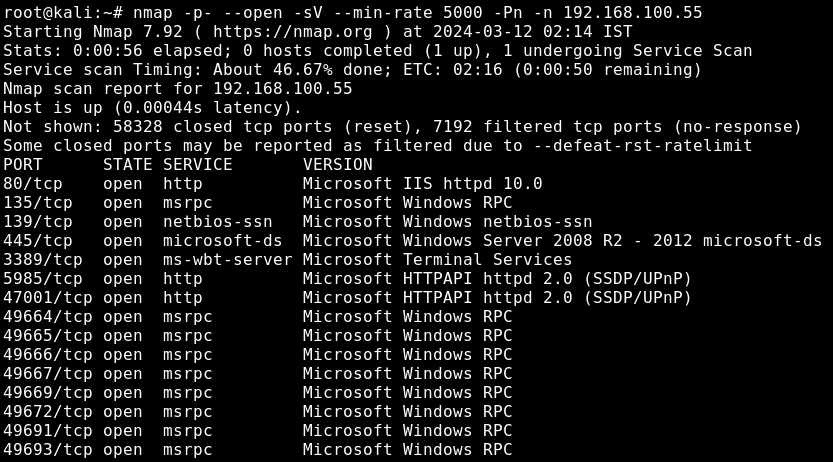 root@kali:~# nmap -p- --open -sV --min-rate 5000 -Pn -n 192.168.100.55
Starting Nmap 7.92 ( https://nmap.org ) at 2024-03-12 02:14 IST
Stats: 0:00:56 elapsed; 0 hosts completed (1 up), 1 undergoing Service Scan
Service scan Timing: About 46.67% done; ETC: 02:16 (0:00:50 remaining)
Nmap scan report for 192.168.100.55
Host is up (0.00044s latency).
Not shown: 58328 closed tcp ports (reset), 7192 filtered tcp ports (no-response)
Some closed ports may be reported as filtered due to --defeat-rst-ratelimit
PORT      STATE SERVICE       VERSION
80/tcp    open  http          Microsoft IIS httpd 10.0
135/tcp   open  msrpc         Microsoft Windows RPC
139/tcp   open  netbios-ssn   Microsoft Windows netbios-ssn
445/tcp   open  microsoft-ds  Microsoft Windows Server 2008 R2 - 2012 microsoft-ds
3389/tcp  open  ms-wbt-server Microsoft Terminal Services
5985/tcp  open  http          Microsoft HTTPAPI httpd 2.0 (SSDP/UPnP)
47001/tcp open  http          Microsoft HTTPAPI httpd 2.0 (SSDP/UPnP)
49664/tcp open  msrpc         Microsoft Windows RPC
49665/tcp open  msrpc         Microsoft Windows RPC
49666/tcp open  msrpc         Microsoft Windows RPC
49667/tcp open  msrpc         Microsoft Windows RPC
49669/tcp open  msrpc         Microsoft Windows RPC
49672/tcp open  msrpc         Microsoft Windows RPC
49691/tcp open  msrpc         Microsoft Windows RPC
49693/tcp open  msrpc         Microsoft Windows RPC